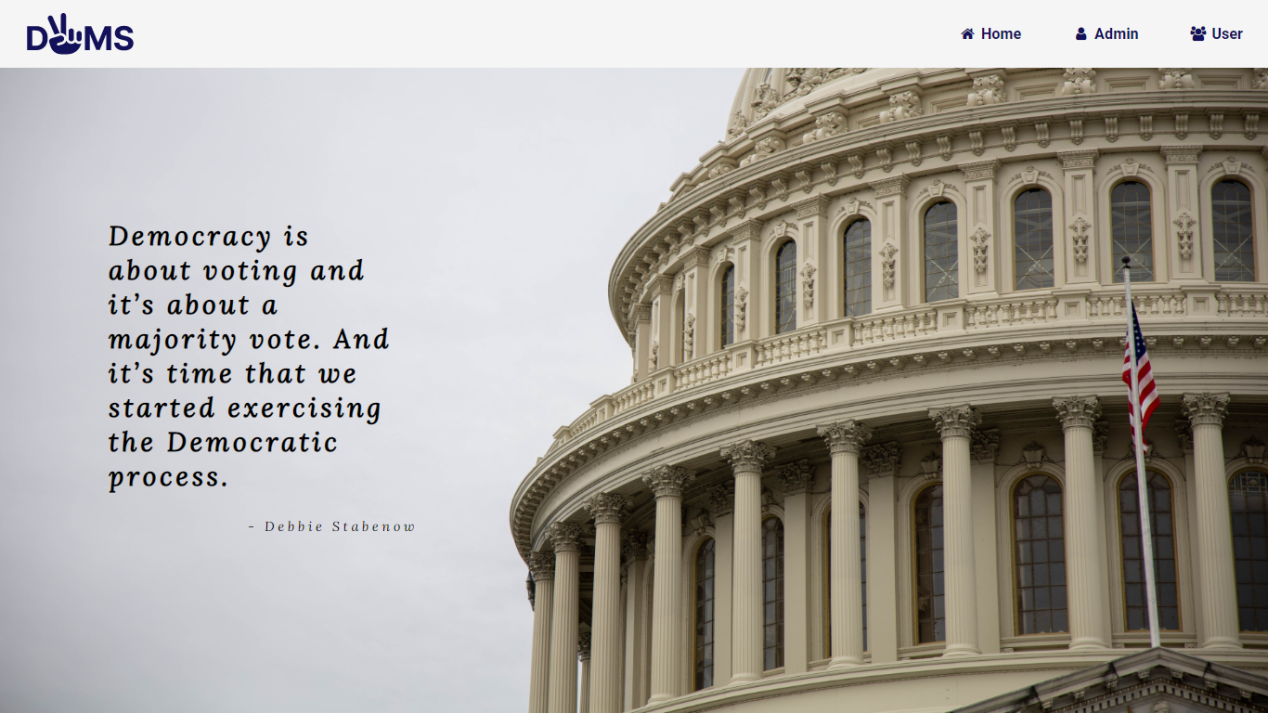 D MS
Home Admin User
Democracy is
about voting and
it's about a
majority vote. And
it's time that we
started exercising
the Democratic
process.
- Debbie Stabenow